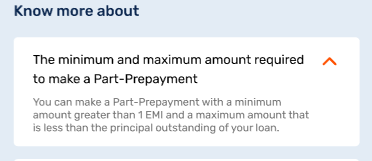 Know more about
The minimum and maximum amount required
to make a Part-Prepayment
You can make a Part-Prepayment with a minimum
amount greater than 1 EMI and a maximum amount that
is less than the principal outstanding of your loan.